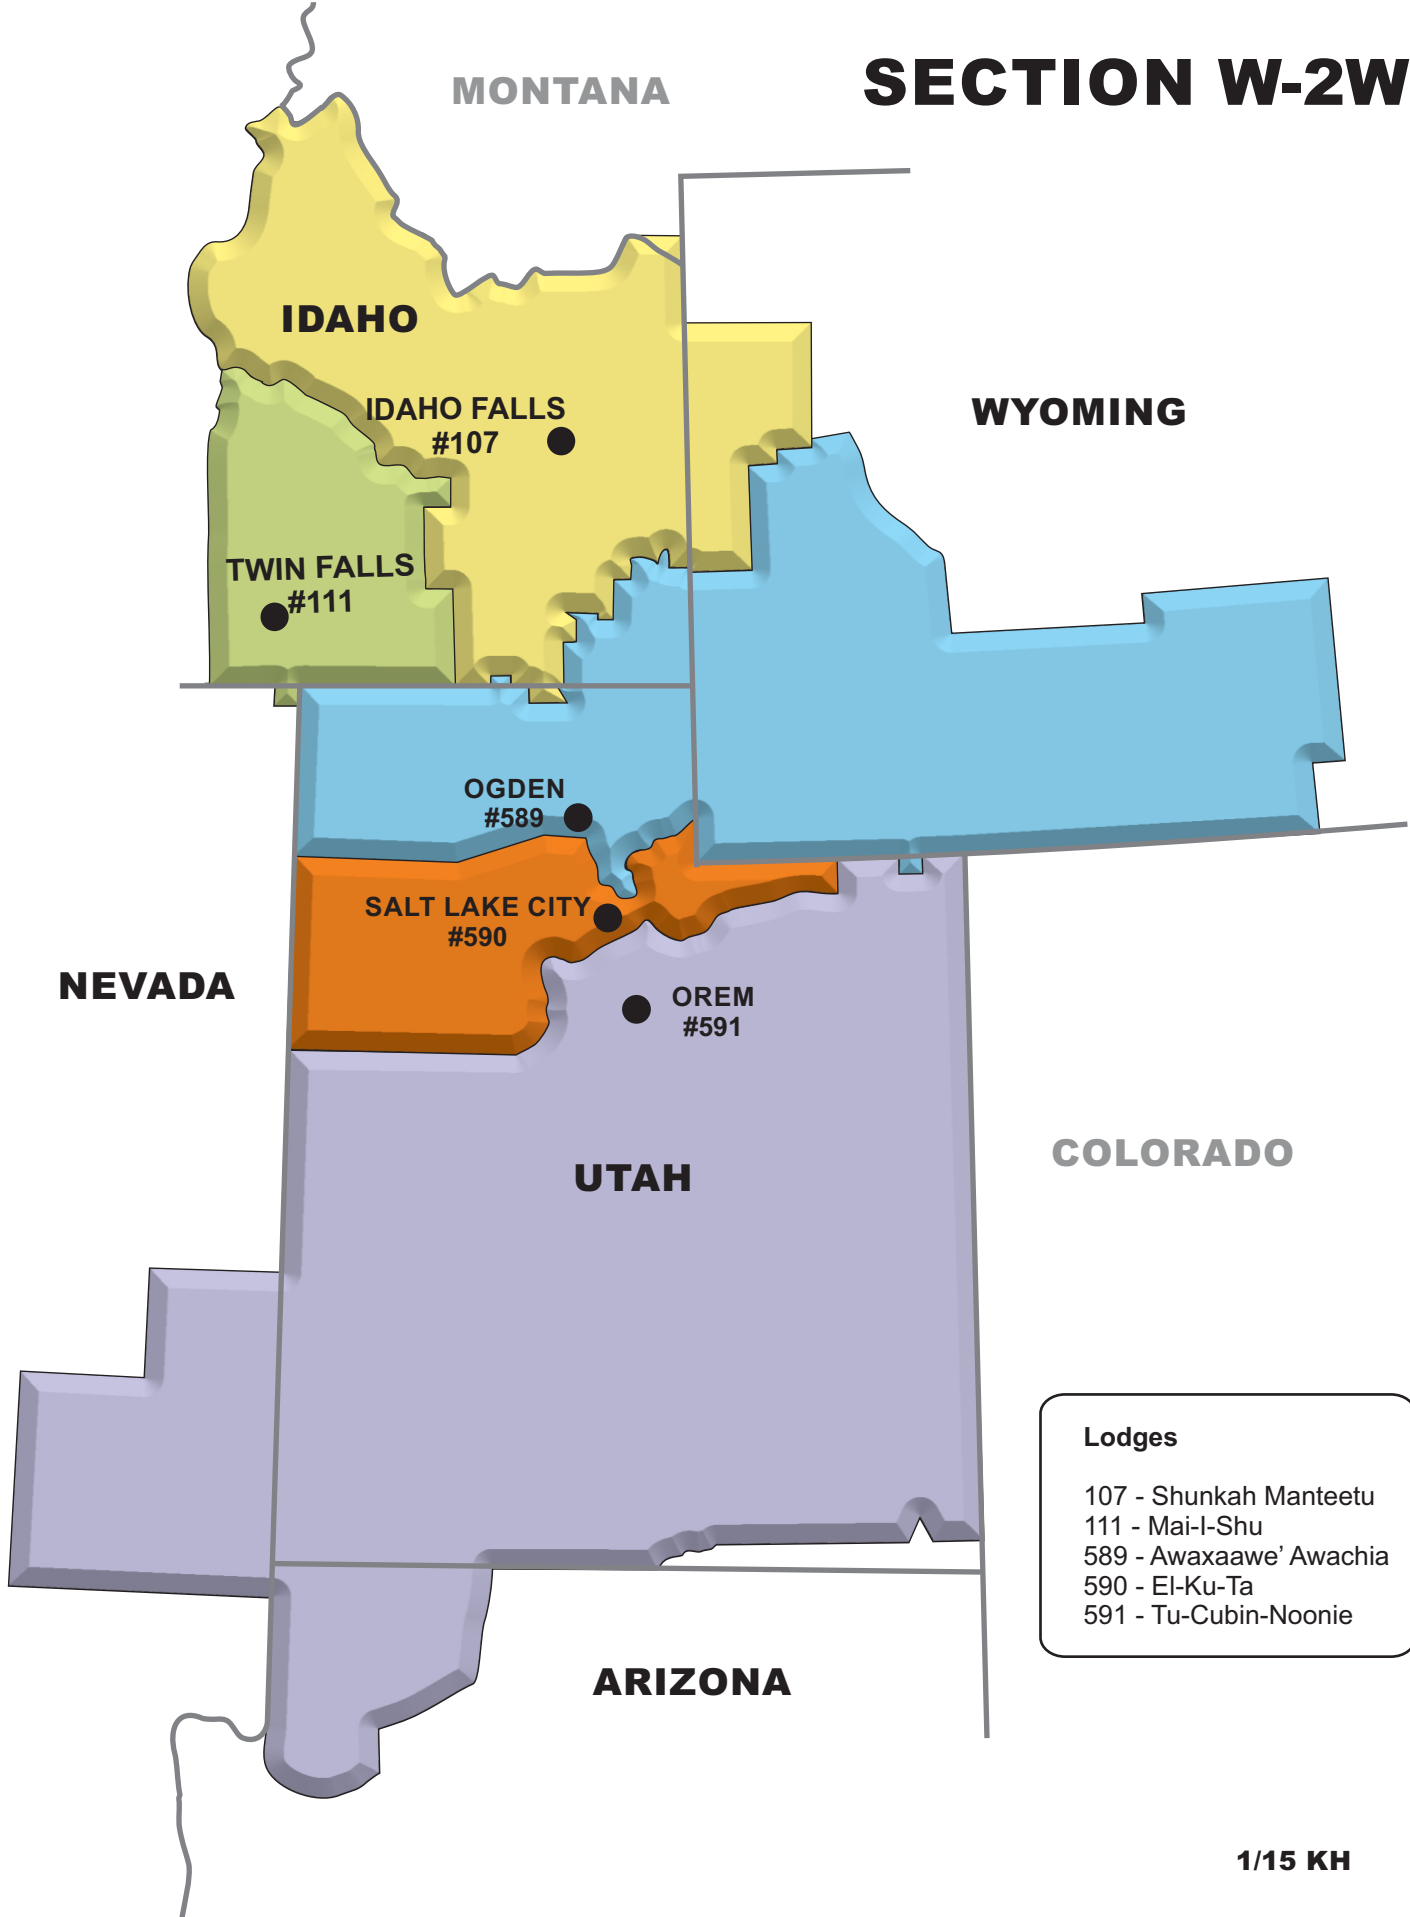 SECTION W-2W
MONTANA
IDAHO
IDAHO FALLS
#107
WYOMING
TWIN FALLS
#111
OGDEN
#589
SALT LAKE CITY
#590
NEVADA
OREM
#591
COLORADO
UTAH
Lodges
107 - Shunkah Manteetu
111 - Mai-I-Shu
589 - Awaxaawe’ Awachia
590 - El-Ku-Ta
591 - Tu-Cubin-Noonie
ARIZONA
1/15 KH